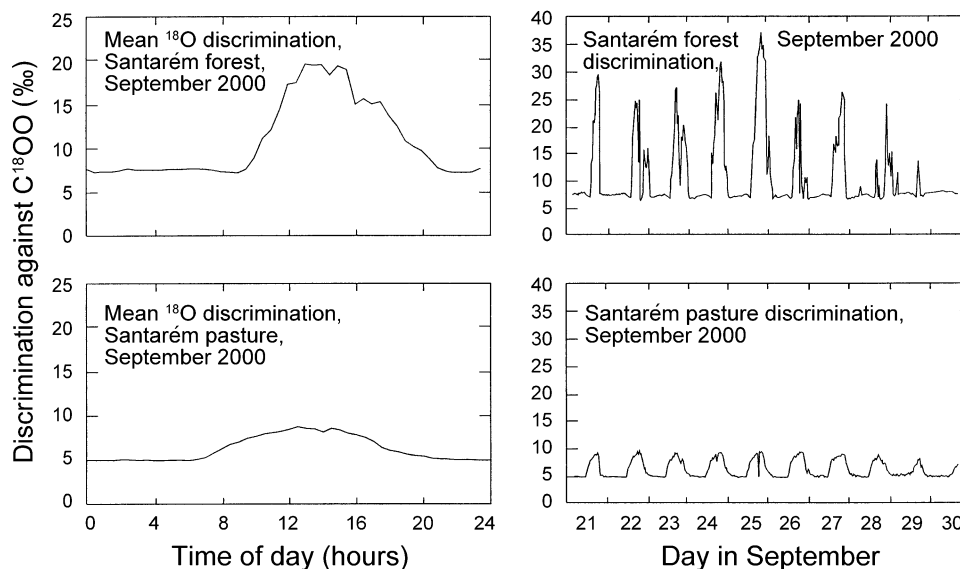 Discrimination against C¹⁸OO (‰)
25
20
15
10
5
0
Mean ¹⁸O discrimination,
Santarém forest,
September 2000
40
35
30
25
20
15
10
5
0
Santarém forest
discrimination,
September 2000
25
20
15
10
5
0
Mean ¹⁸O discrimination,
Santarém pasture,
September 2000
0 4 8 12 16 20 24
Time of day (hours)
40
35
30
25
20
15
10
5
0
Santarém pasture discrimination,
September 2000
21 22 23 24 25 26 27 28 29 30
Day in September